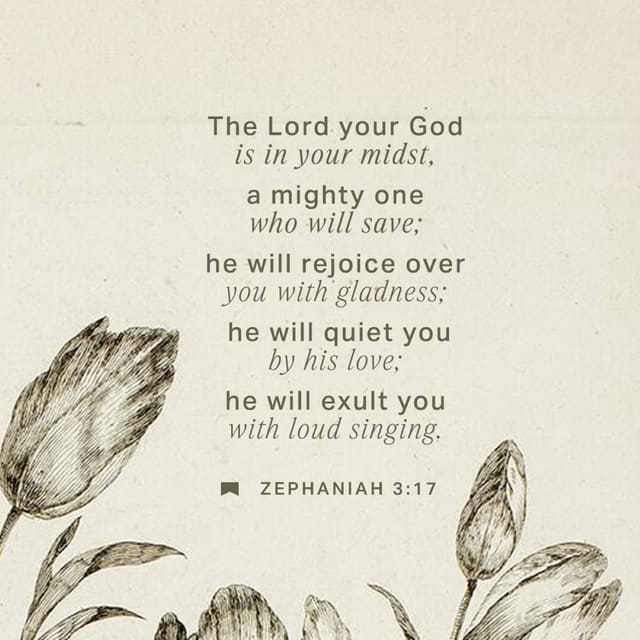 The Lord your God
is in your midst,
a mighty one
who will save;
he will rejoice over
you with gladness;
he will quiet you
by his love;
he will exult you
with loud singing.
ZEPHANIAH 3:17